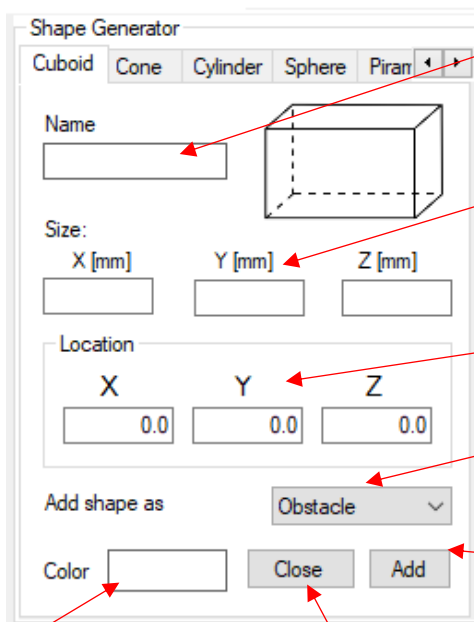 Shape Generator
Cuboid Cone Cylinder Sphere Piram
Name
Size:
X [mm] Y [mm] Z [mm]
Location
X Y Z
0.0 0.0 0.0
Add shape as Obstacle
Color Close Add